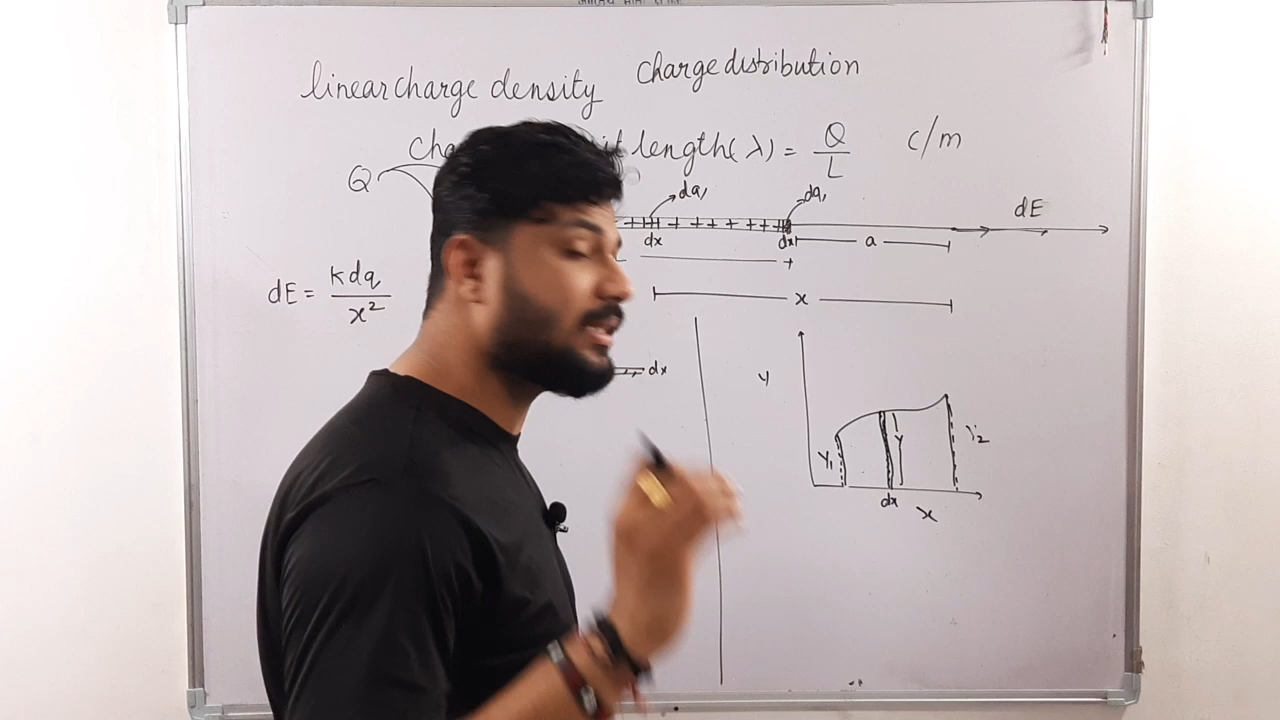 linear charge density
Charge distribution
length(λ) = Q/L
C/m
Q
dq,
dq,
dE
dx
dx
a
x
dE = kdq/x²
dx
y
Y₁
Y
Y₂
dx
x